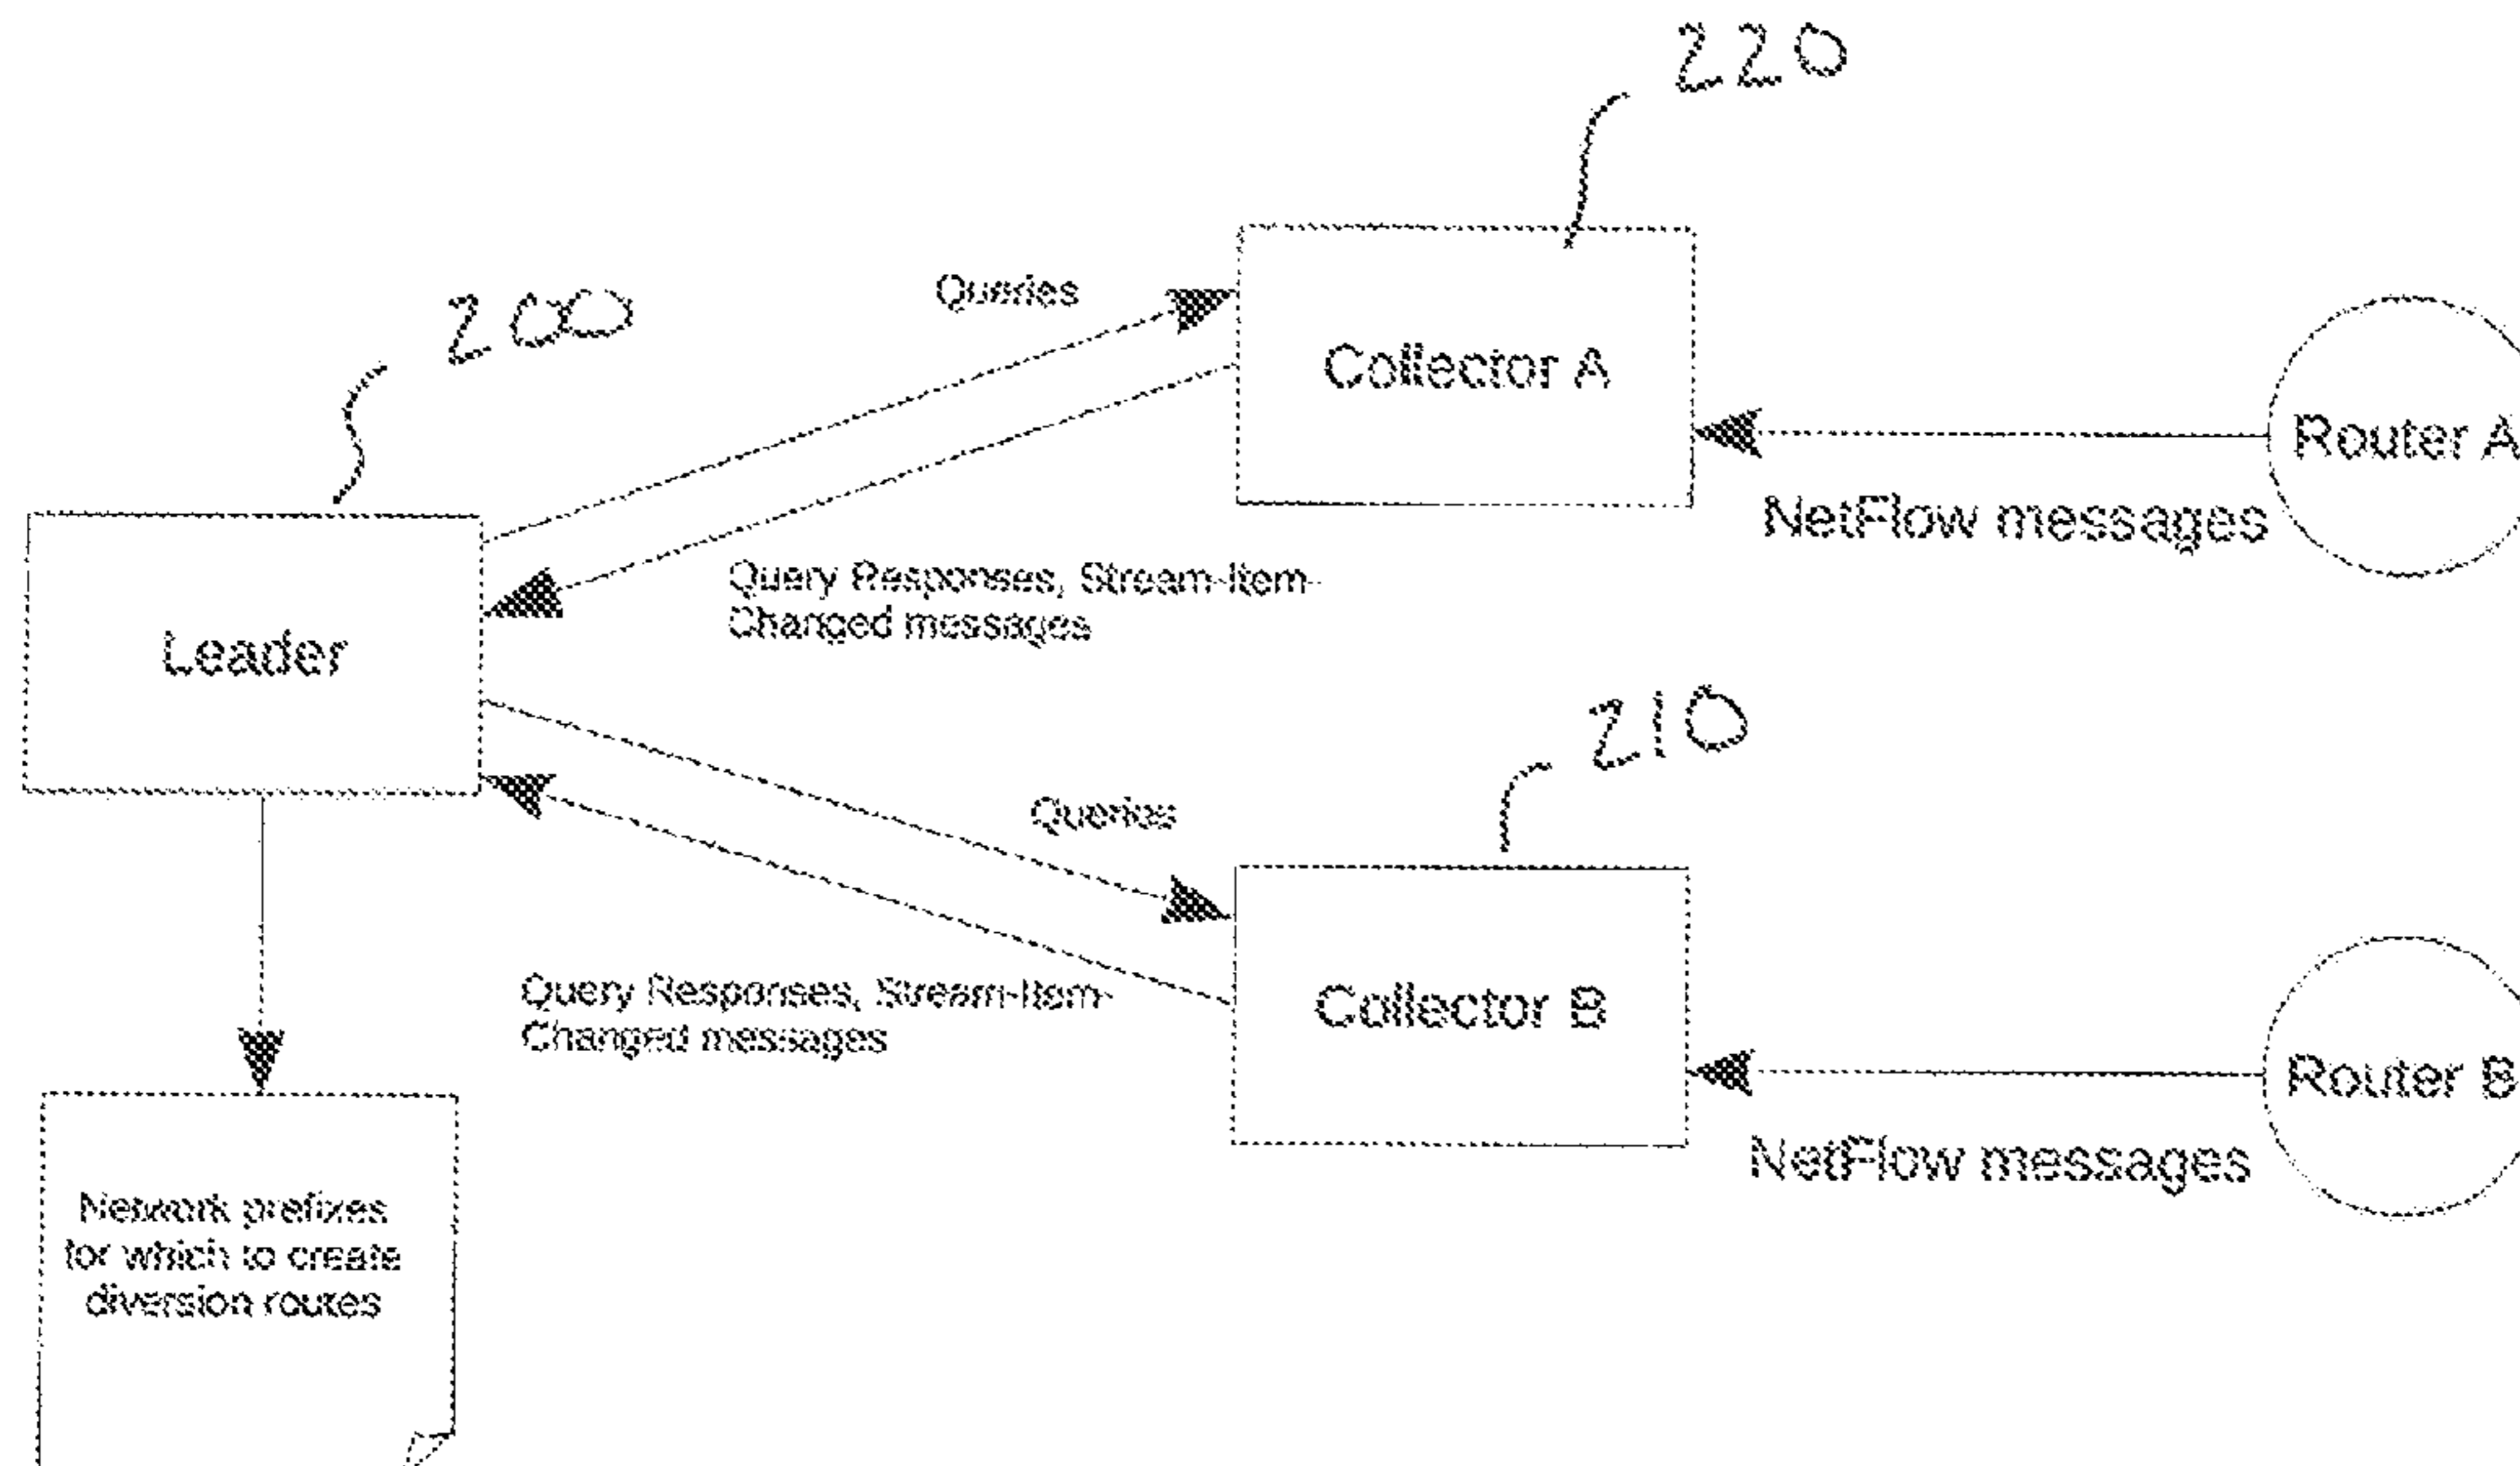 220
200
Queries
Collector A
Router A
NetFlow messages
Query Responses, Stream-Item-
Changed messages
Leader
210
Queries
Query Responses, Stream-Item-
Changed messages
Collector B
Router B
NetFlow messages
Network prefixes
for which to create
diversion routes